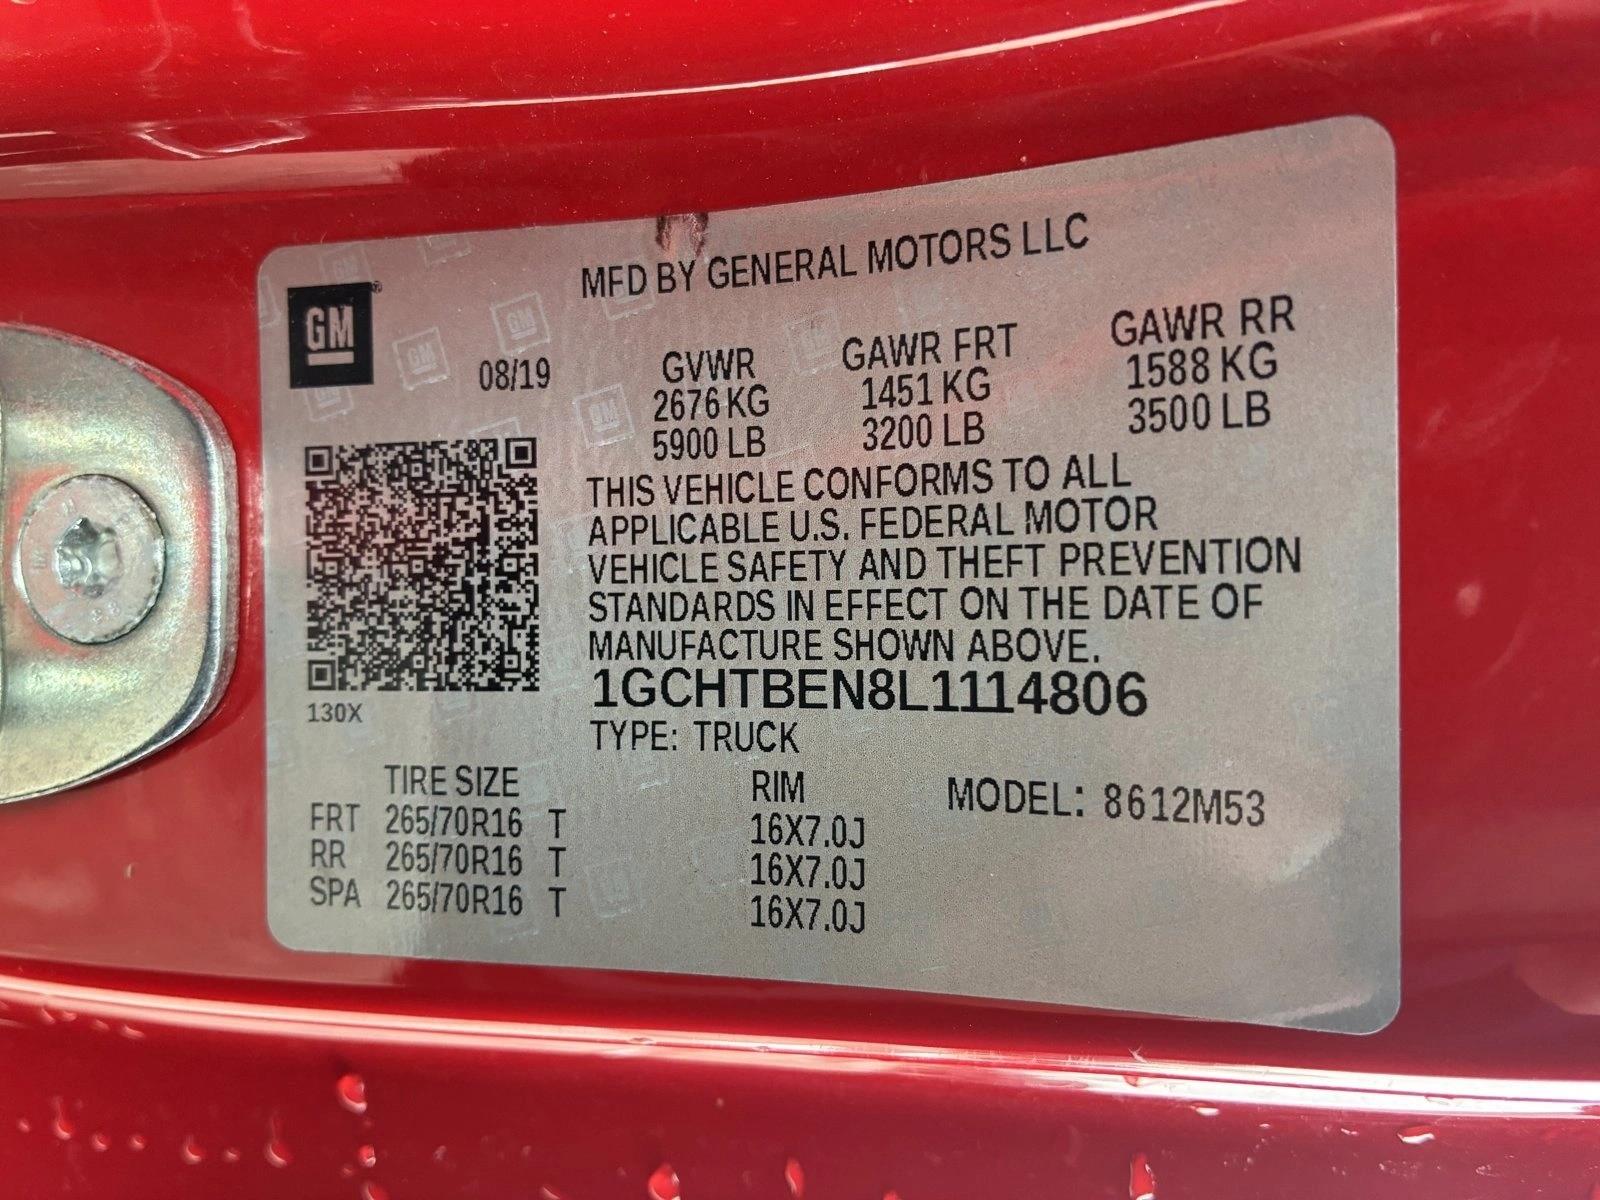 MFD BY GENERAL MOTORS LLC
GM®
08/19
GVWR GAWR FRT GAWR RR
2676 KG 1451 KG 1588 KG
5900 LB 3200 LB 3500 LB
THIS VEHICLE CONFORMS TO ALL
APPLICABLE U.S. FEDERAL MOTOR
VEHICLE SAFETY AND THEFT PREVENTION
STANDARDS IN EFFECT ON THE DATE OF
MANUFACTURE SHOWN ABOVE.
1GCHTBEN8L1114806
130X
TYPE: TRUCK
TIRE SIZE RIM MODEL: 8612M53
FRT 265/70R16 T 16X7.0J
RR 265/70R16 T 16X7.0J
SPA 265/70R16 T 16X7.0J